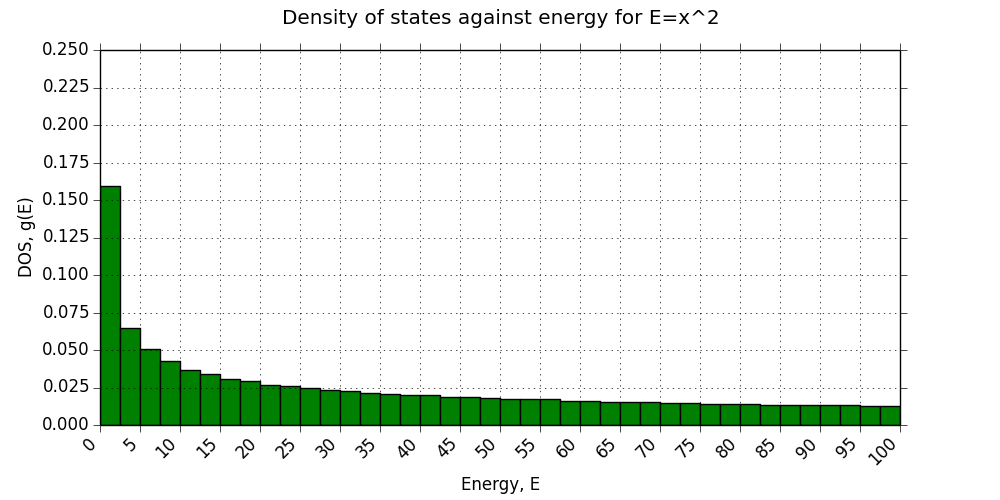 Density of states against energy for E=x^2
0.250
0.225
0.200
0.175
0.150
0.125
0.100
0.075
0.050
0.025
0.000
DOS, g(E)
0 5 10 15 20 25 30 35 40 45 50 55 60 65 70 75 80 85 90 95 100
Energy, E